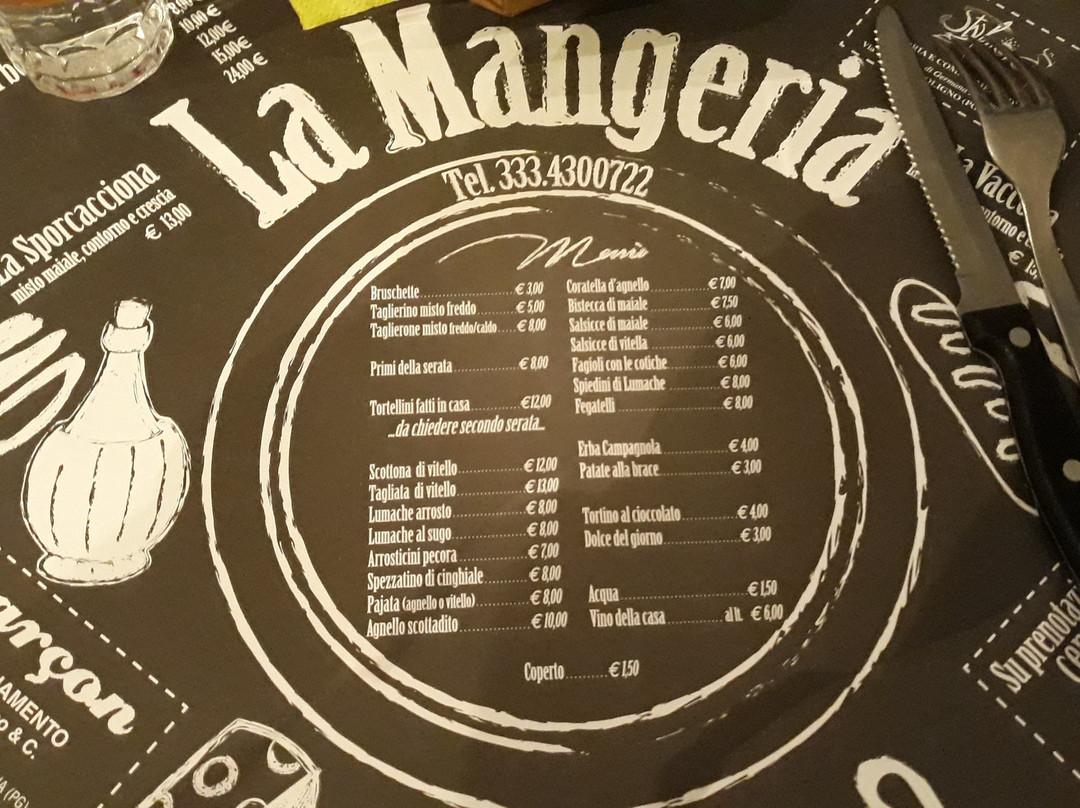 8,00€
10,00 €
12,00€
15,00€
24,00 €
La Mangeria
Tel. 333.4300722
La Sporcacciona
misto maiale, contorno e crescia
€ 13,00
Menù
Bruschette € 3,00
Taglierino misto freddo € 5,00
Taglierone misto freddo/caldo € 8,00
Primi della serata € 8,00
Tortellini fatti in casa €12,00
...da chiedere secondo serata...
Scottona di vitello € 12,00
Tagliata di vitello € 13,00
Lumache arrosto € 8,00
Lumache al sugo € 8,00
Arrosticini pecora € 7,00
Spezzatino di cinghiale € 8,00
Pajata (agnello o vitello) € 8,00
Agnello scottadito € 10,00
Coratella d'agnello € 7,00
Bistecca di maiale € 7,50
Salsicce di maiale € 6,00
Salsicce di vitella € 6,00
Fagioli con le cotiche € 6,00
Spiedini di Lumache € 8,00
Fegatelli € 8,00
Erba Campagnola € 4,00
Patate alla brace € 3,00
Tortino al cioccolato € 4,00
Dolce del giorno € 3,00
Acqua € 1,50
Vino della casa al lt. € 6,00
Coperto € 1,50
Su prenotazi
& C.
(PG)